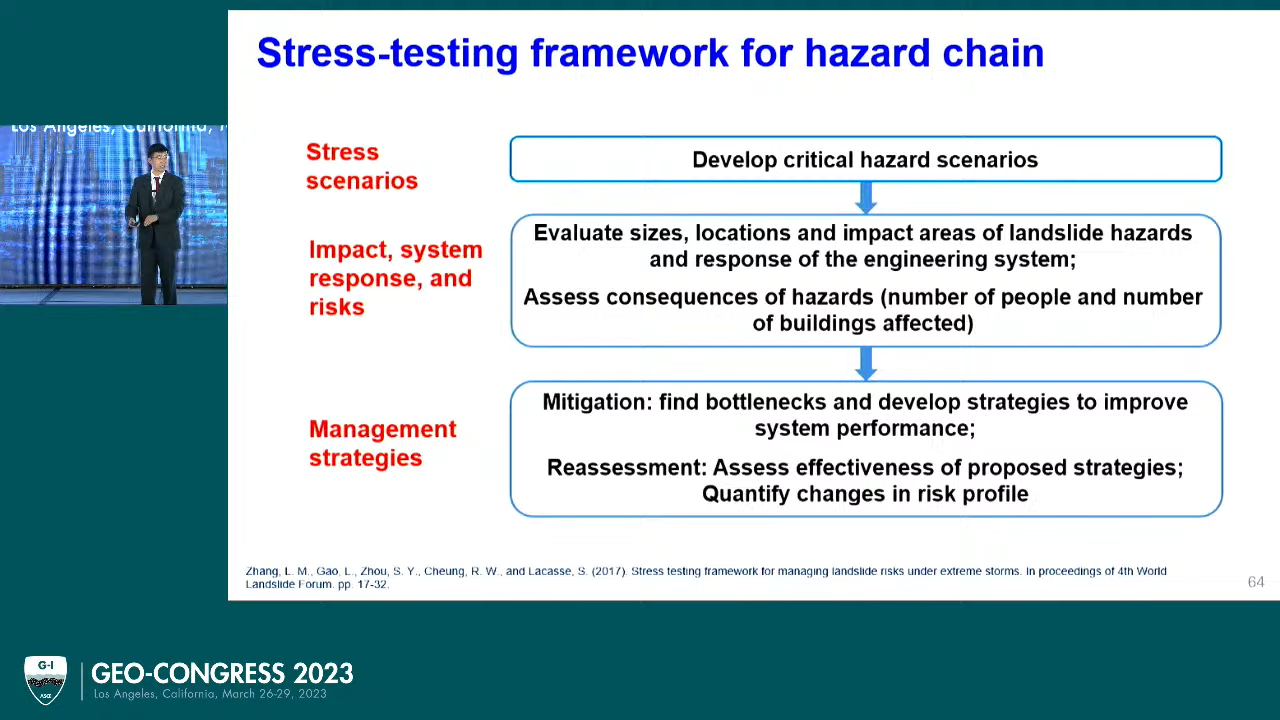 Stress-testing framework for hazard chain
Los Angeles, California, M
Stress
scenarios
Develop critical hazard scenarios
Impact, system
response, and
risks
Evaluate sizes, locations and impact areas of landslide hazards
and response of the engineering system;
Assess consequences of hazards (number of people and number
of buildings affected)
Management
strategies
Mitigation: find bottlenecks and develop strategies to improve
system performance;
Reassessment: Assess effectiveness of proposed strategies;
Quantify changes in risk profile
Zhang, L. M., Gao, L., Zhou, S. Y., Cheung, R. W., and Lacasse, S. (2017). Stress testing framework for managing landslide risks under extreme storms. In proceedings of 4th World
Landslide Forum. pp. 17-32.
64
G-I
ASCE
GEO-CONGRESS 2023
Los Angeles, California, March 26-29, 2023